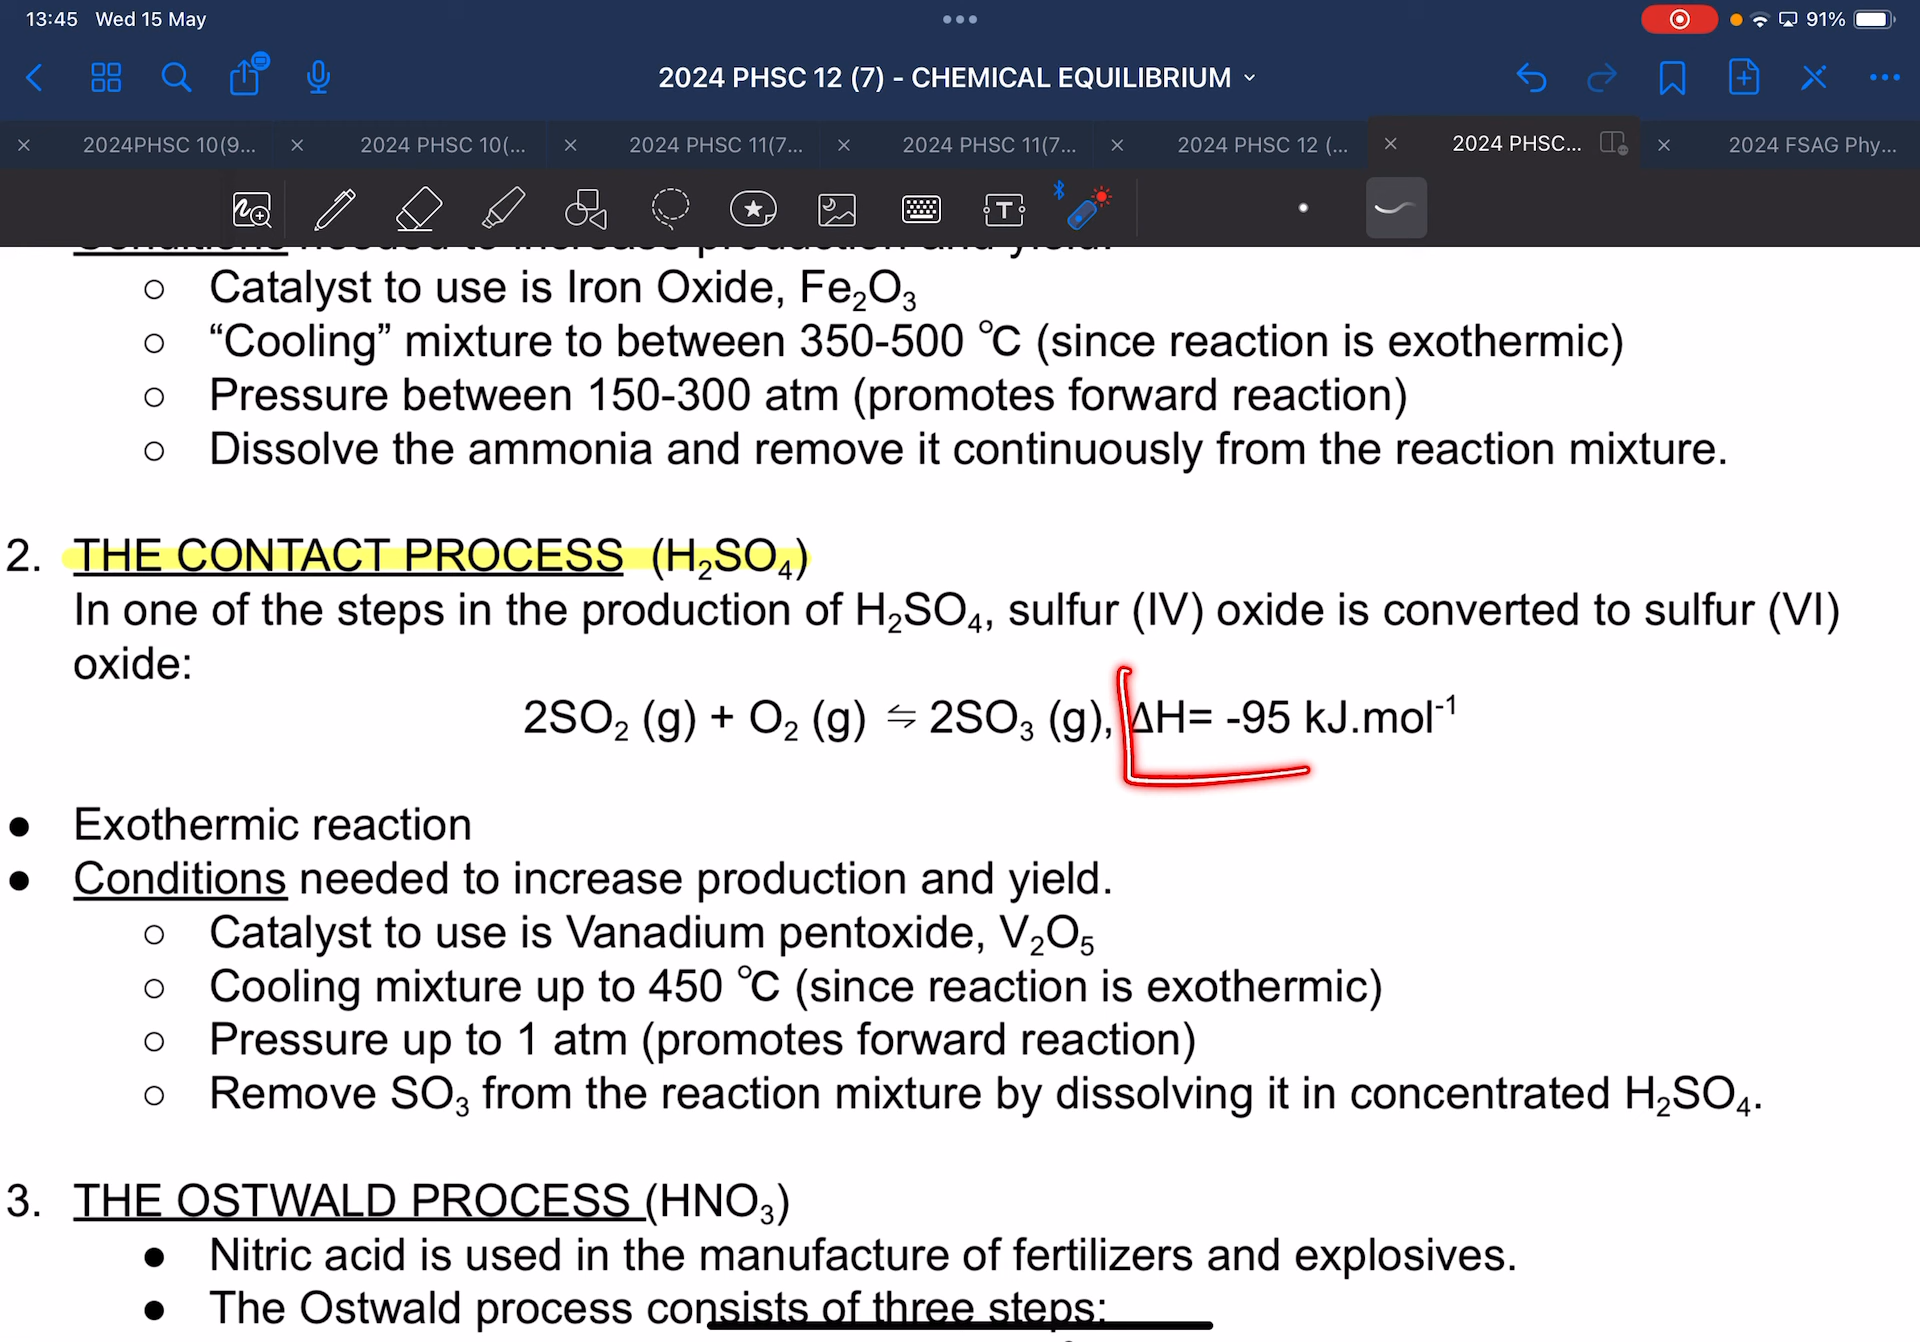 13:45 Wed 15 May
91%
2024 PHSC 12 (7) - CHEMICAL EQUILIBRIUM
2024PHSC 10(9...
2024 PHSC 10(...
2024 PHSC 11(7...
2024 PHSC 11(7...
2024 PHSC 12 (...
2024 PHSC...
2024 FSAG Phy...
Conditions needed to increase production and yield.
○ Catalyst to use is Iron Oxide, Fe₂O₃
○ “Cooling” mixture to between 350-500 ℃ (since reaction is exothermic)
○ Pressure between 150-300 atm (promotes forward reaction)
○ Dissolve the ammonia and remove it continuously from the reaction mixture.
2. THE CONTACT PROCESS (H₂SO₄)
In one of the steps in the production of H₂SO₄, sulfur (IV) oxide is converted to sulfur (VI)
oxide:
2SO₂ (g) + O₂ (g) ⇋ 2SO₃ (g), ΔH= -95 kJ.mol⁻¹
● Exothermic reaction
● Conditions needed to increase production and yield.
○ Catalyst to use is Vanadium pentoxide, V₂O₅
○ Cooling mixture up to 450 ℃ (since reaction is exothermic)
○ Pressure up to 1 atm (promotes forward reaction)
○ Remove SO₃ from the reaction mixture by dissolving it in concentrated H₂SO₄.
3. THE OSTWALD PROCESS (HNO₃)
● Nitric acid is used in the manufacture of fertilizers and explosives.
● The Ostwald process consists of three steps: